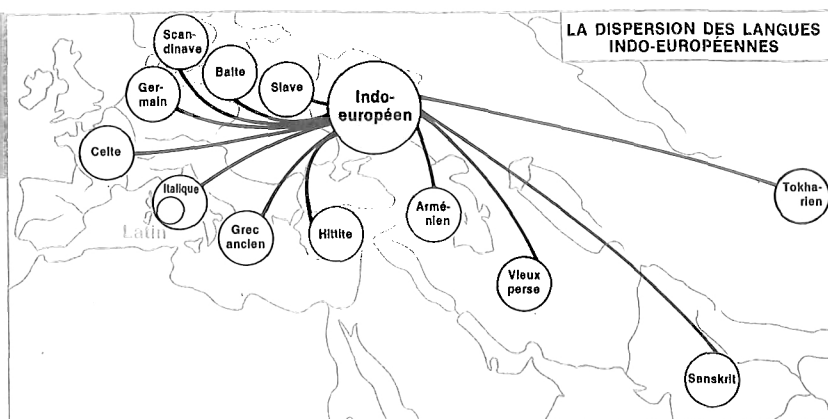 LA DISPERSION DES LANGUES
INDO-EUROPÉENNES
Scan-
dinave
Ger-
main
Balte
Slave
Indo-
européen
Celte
Italique
Latin
Grec
ancien
Hittite
Armé-
nien
Vieux
perse
Tokha-
rien
Sanskrit